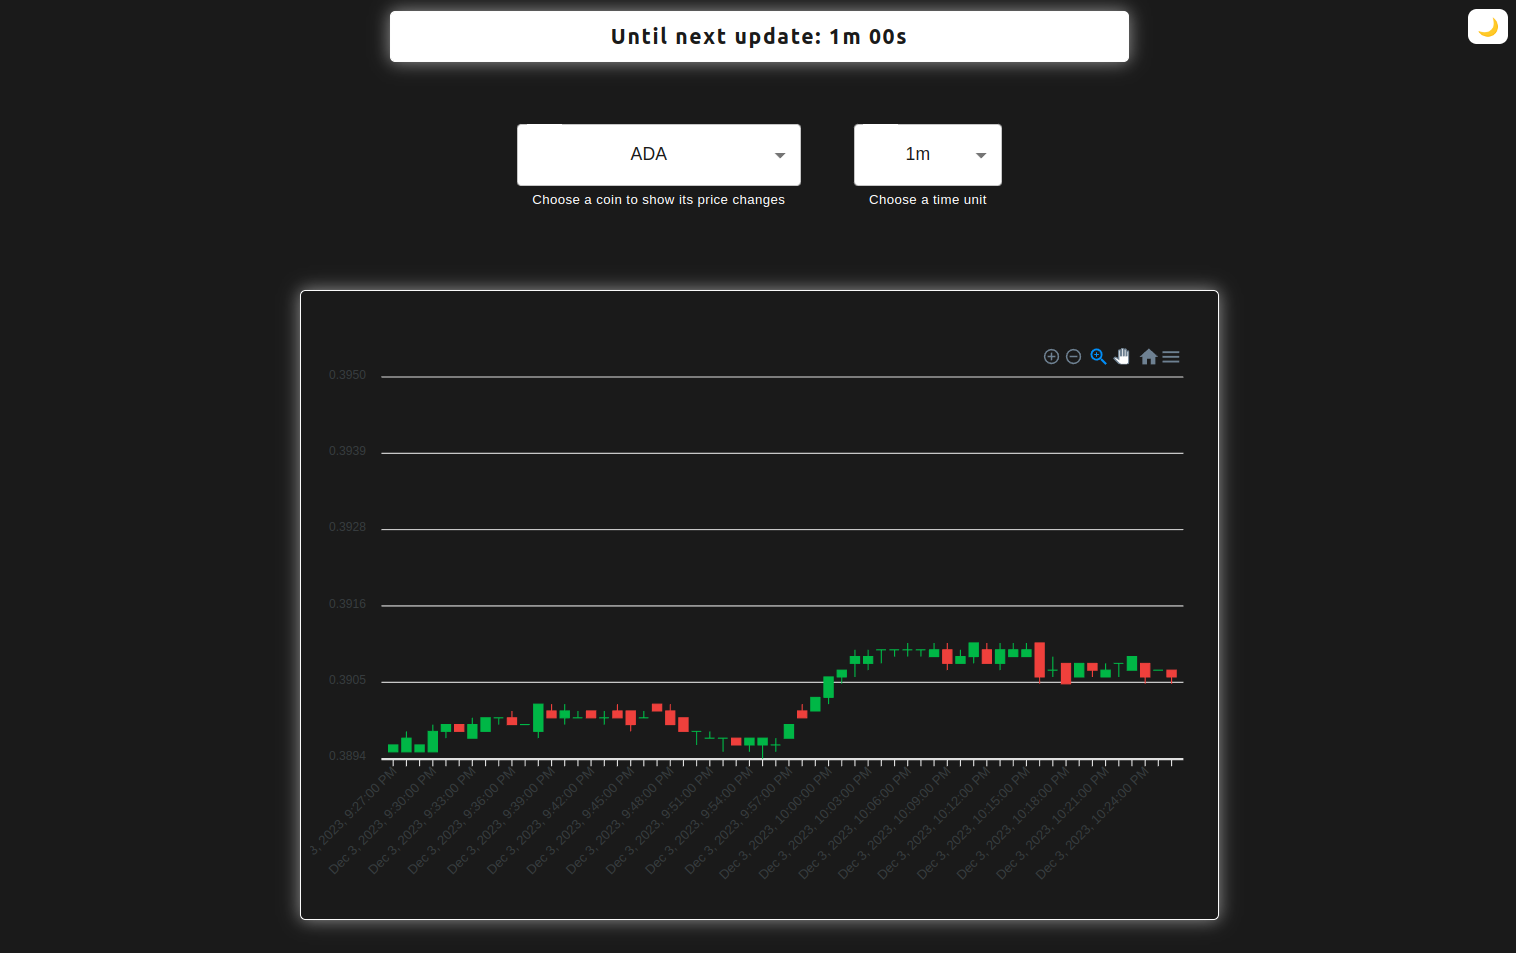 Until next update: 1m 00s
ADA
1m
Choose a coin to show its price changes
Choose a time unit
0.3950
0.3939
0.3928
0.3916
0.3905
0.3894
3, 2023, 9:27:00 PM
Dec 3, 2023, 9:30:00 PM
Dec 3, 2023, 9:33:00 PM
Dec 3, 2023, 9:36:00 PM
Dec 3, 2023, 9:39:00 PM
Dec 3, 2023, 9:42:00 PM
Dec 3, 2023, 9:45:00 PM
Dec 3, 2023, 9:48:00 PM
Dec 3, 2023, 9:51:00 PM
Dec 3, 2023, 9:54:00 PM
Dec 3, 2023, 9:57:00 PM
Dec 3, 2023, 10:00:00 PM
Dec 3, 2023, 10:03:00 PM
Dec 3, 2023, 10:06:00 PM
Dec 3, 2023, 10:09:00 PM
Dec 3, 2023, 10:12:00 PM
Dec 3, 2023, 10:15:00 PM
Dec 3, 2023, 10:18:00 PM
Dec 3, 2023, 10:21:00 PM
Dec 3, 2023, 10:24:00 PM